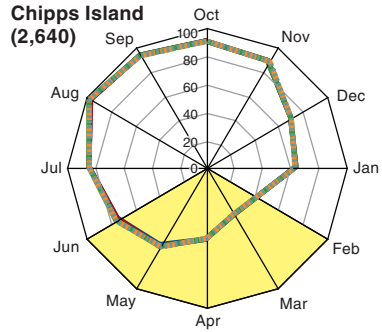 Chipps Island
(2,640)
Oct
Nov
Dec
Jan
Feb
Mar
Apr
May
Jun
Jul
Aug
Sep
100
80
60
40
20
0